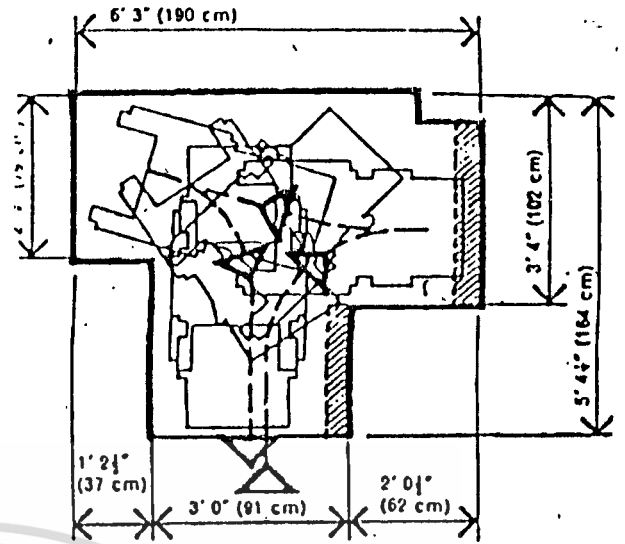 6' 3" (190 cm)
3' 4" (102 cm)
5' 4¼" (164 cm)
1' 2½"
(37 cm)
3' 0" (91 cm)
2' 0½"
(62 cm)